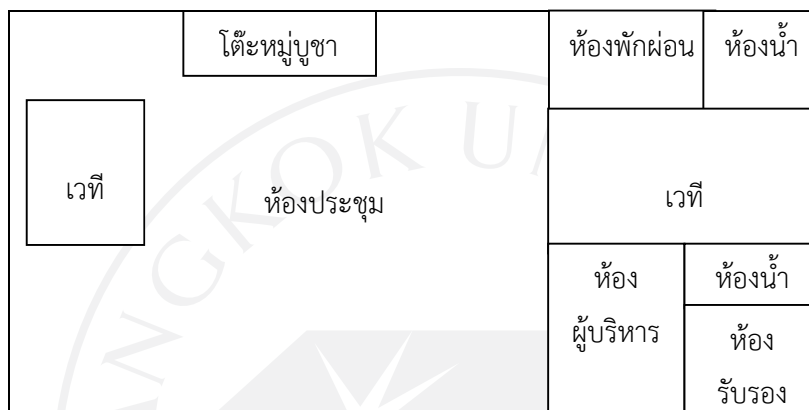 โต๊ะหมู่บูชา
ห้องพักผ่อน
ห้องน้ำ
เวที
ห้องประชุม
เวที
ห้อง
ผู้บริหาร
ห้องน้ำ
ห้อง
รับรอง
ANGKOK UN